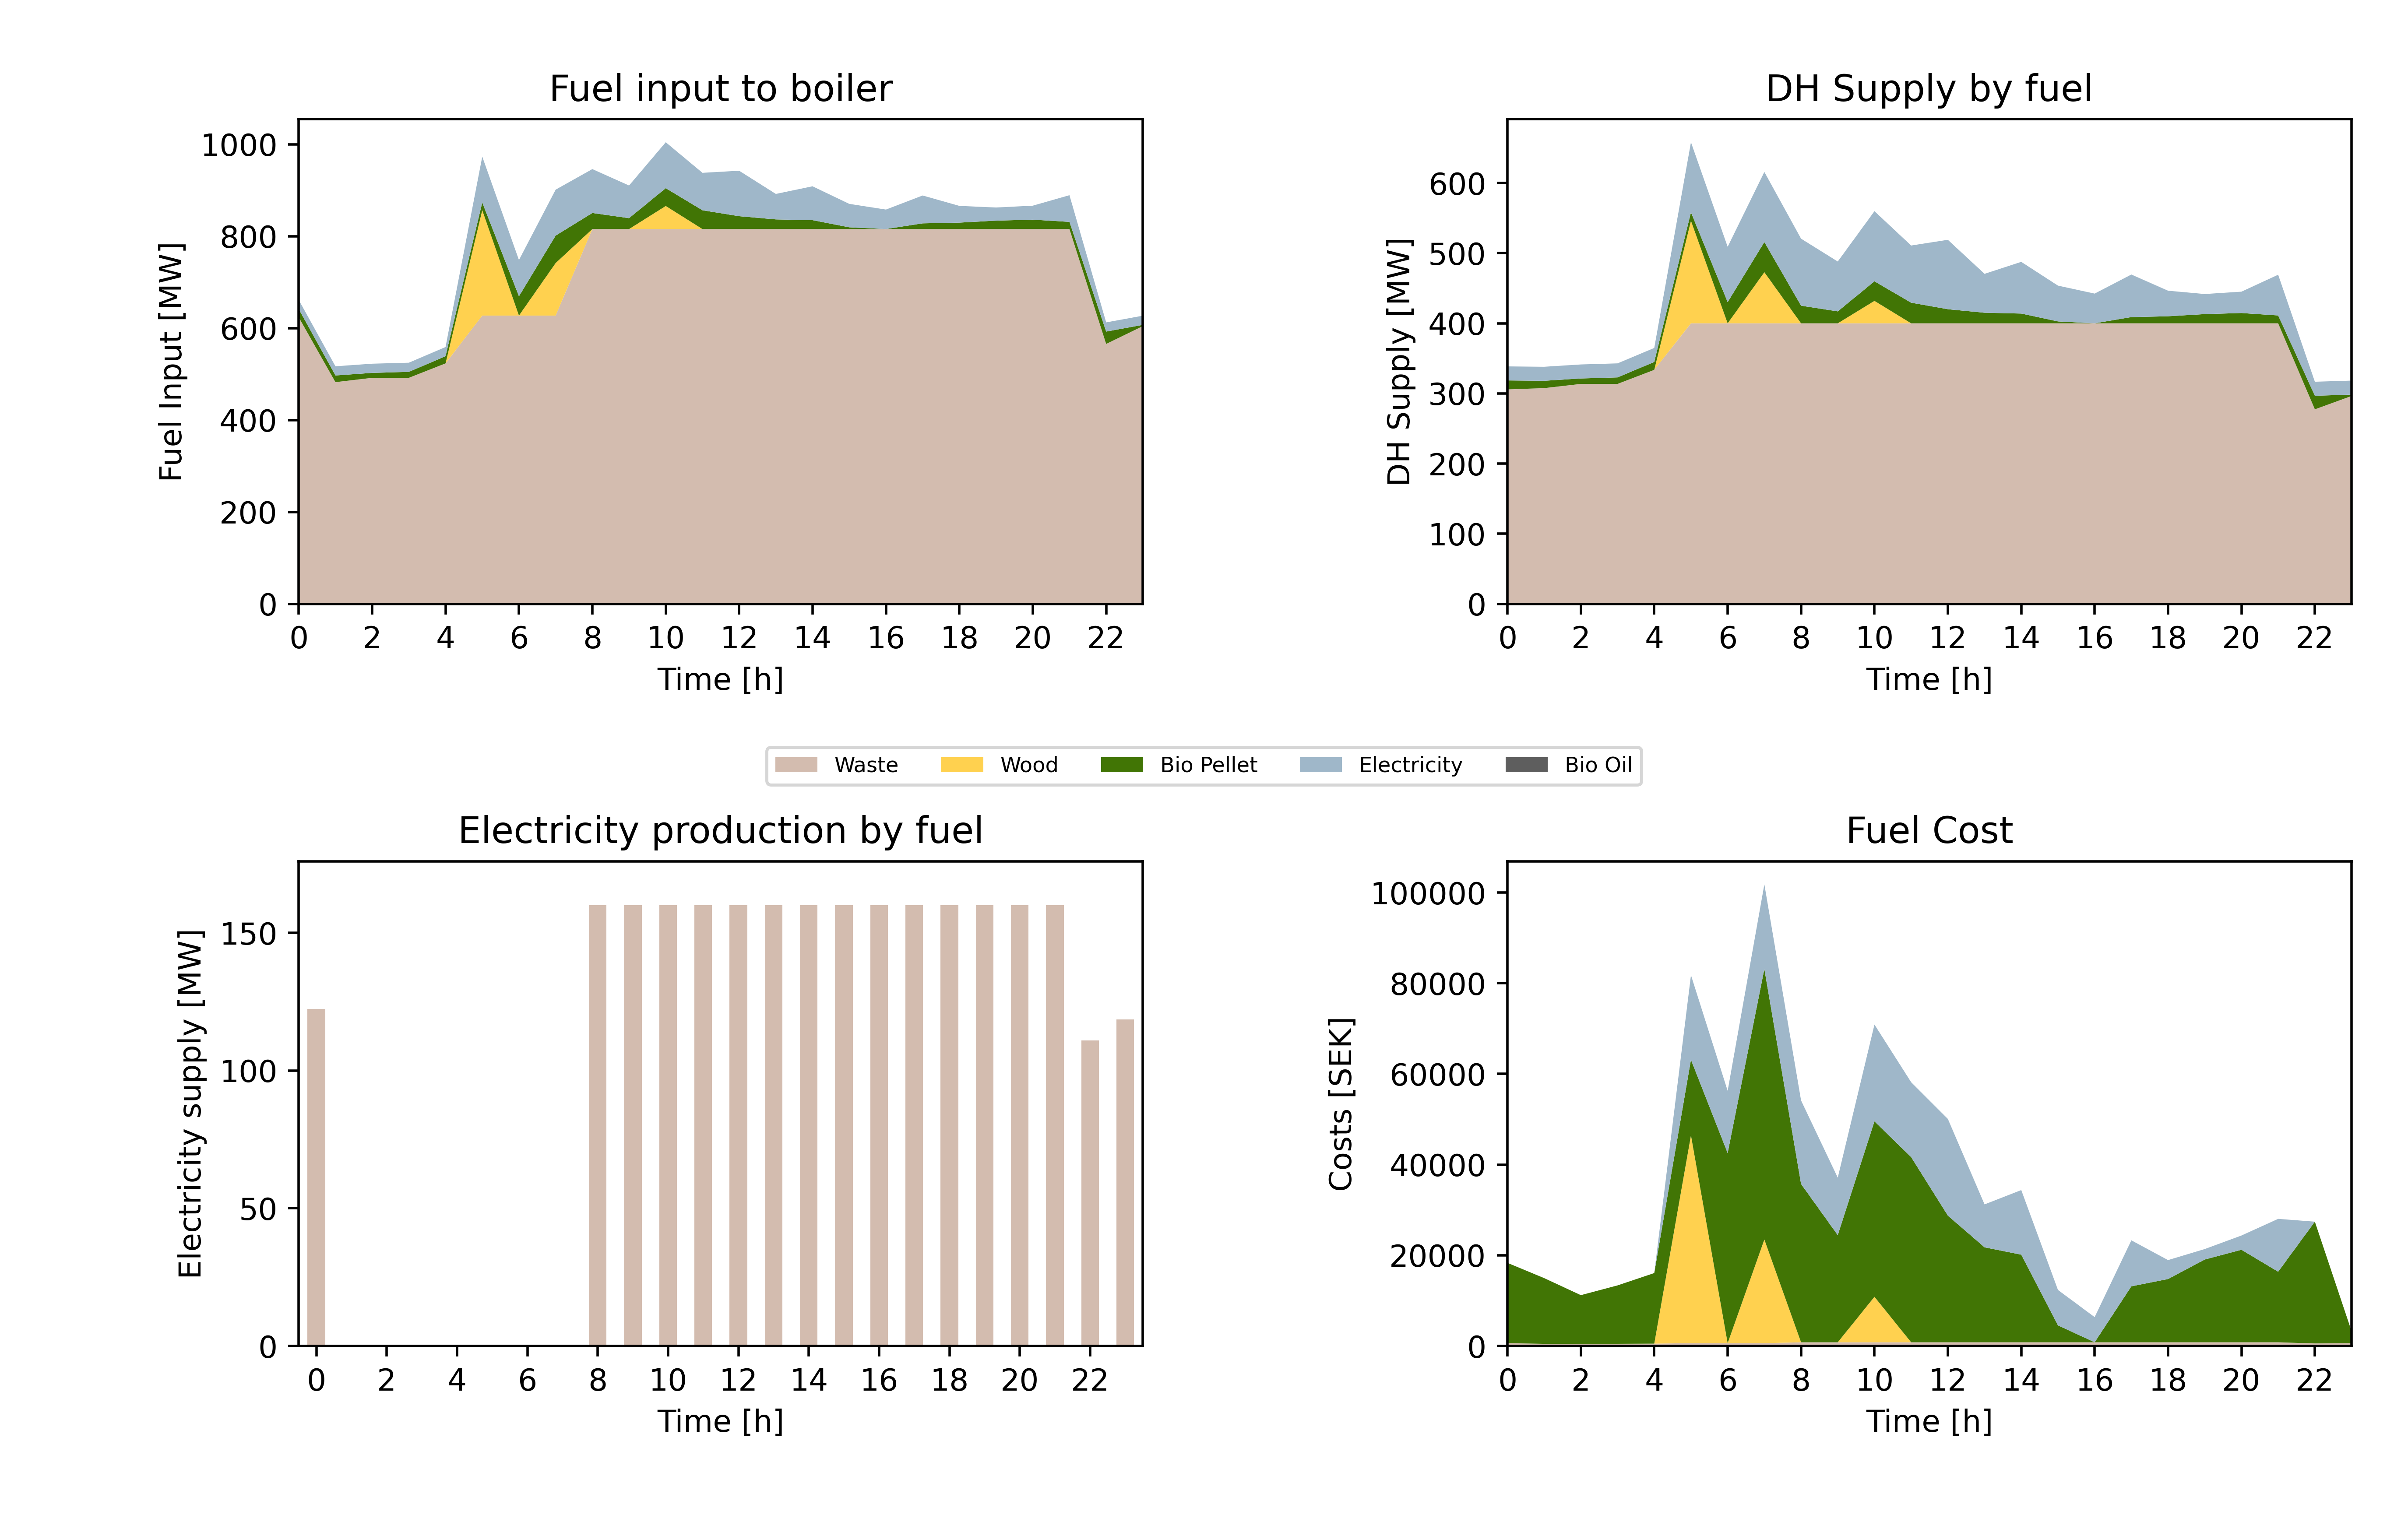 Fuel input to boiler
1000
800
600
400
200
0
Fuel Input [MW]
0 2 4 6 8 10 12 14 16 18 20 22
Time [h]
DH Supply by fuel
600
500
400
300
200
100
0
DH Supply [MW]
0 2 4 6 8 10 12 14 16 18 20 22
Time [h]
Waste Wood Bio Pellet Electricity Bio Oil
Electricity production by fuel
150
100
50
0
Electricity supply [MW]
0 2 4 6 8 10 12 14 16 18 20 22
Time [h]
Fuel Cost
100000
80000
60000
40000
20000
0
Costs [SEK]
0 2 4 6 8 10 12 14 16 18 20 22
Time [h]